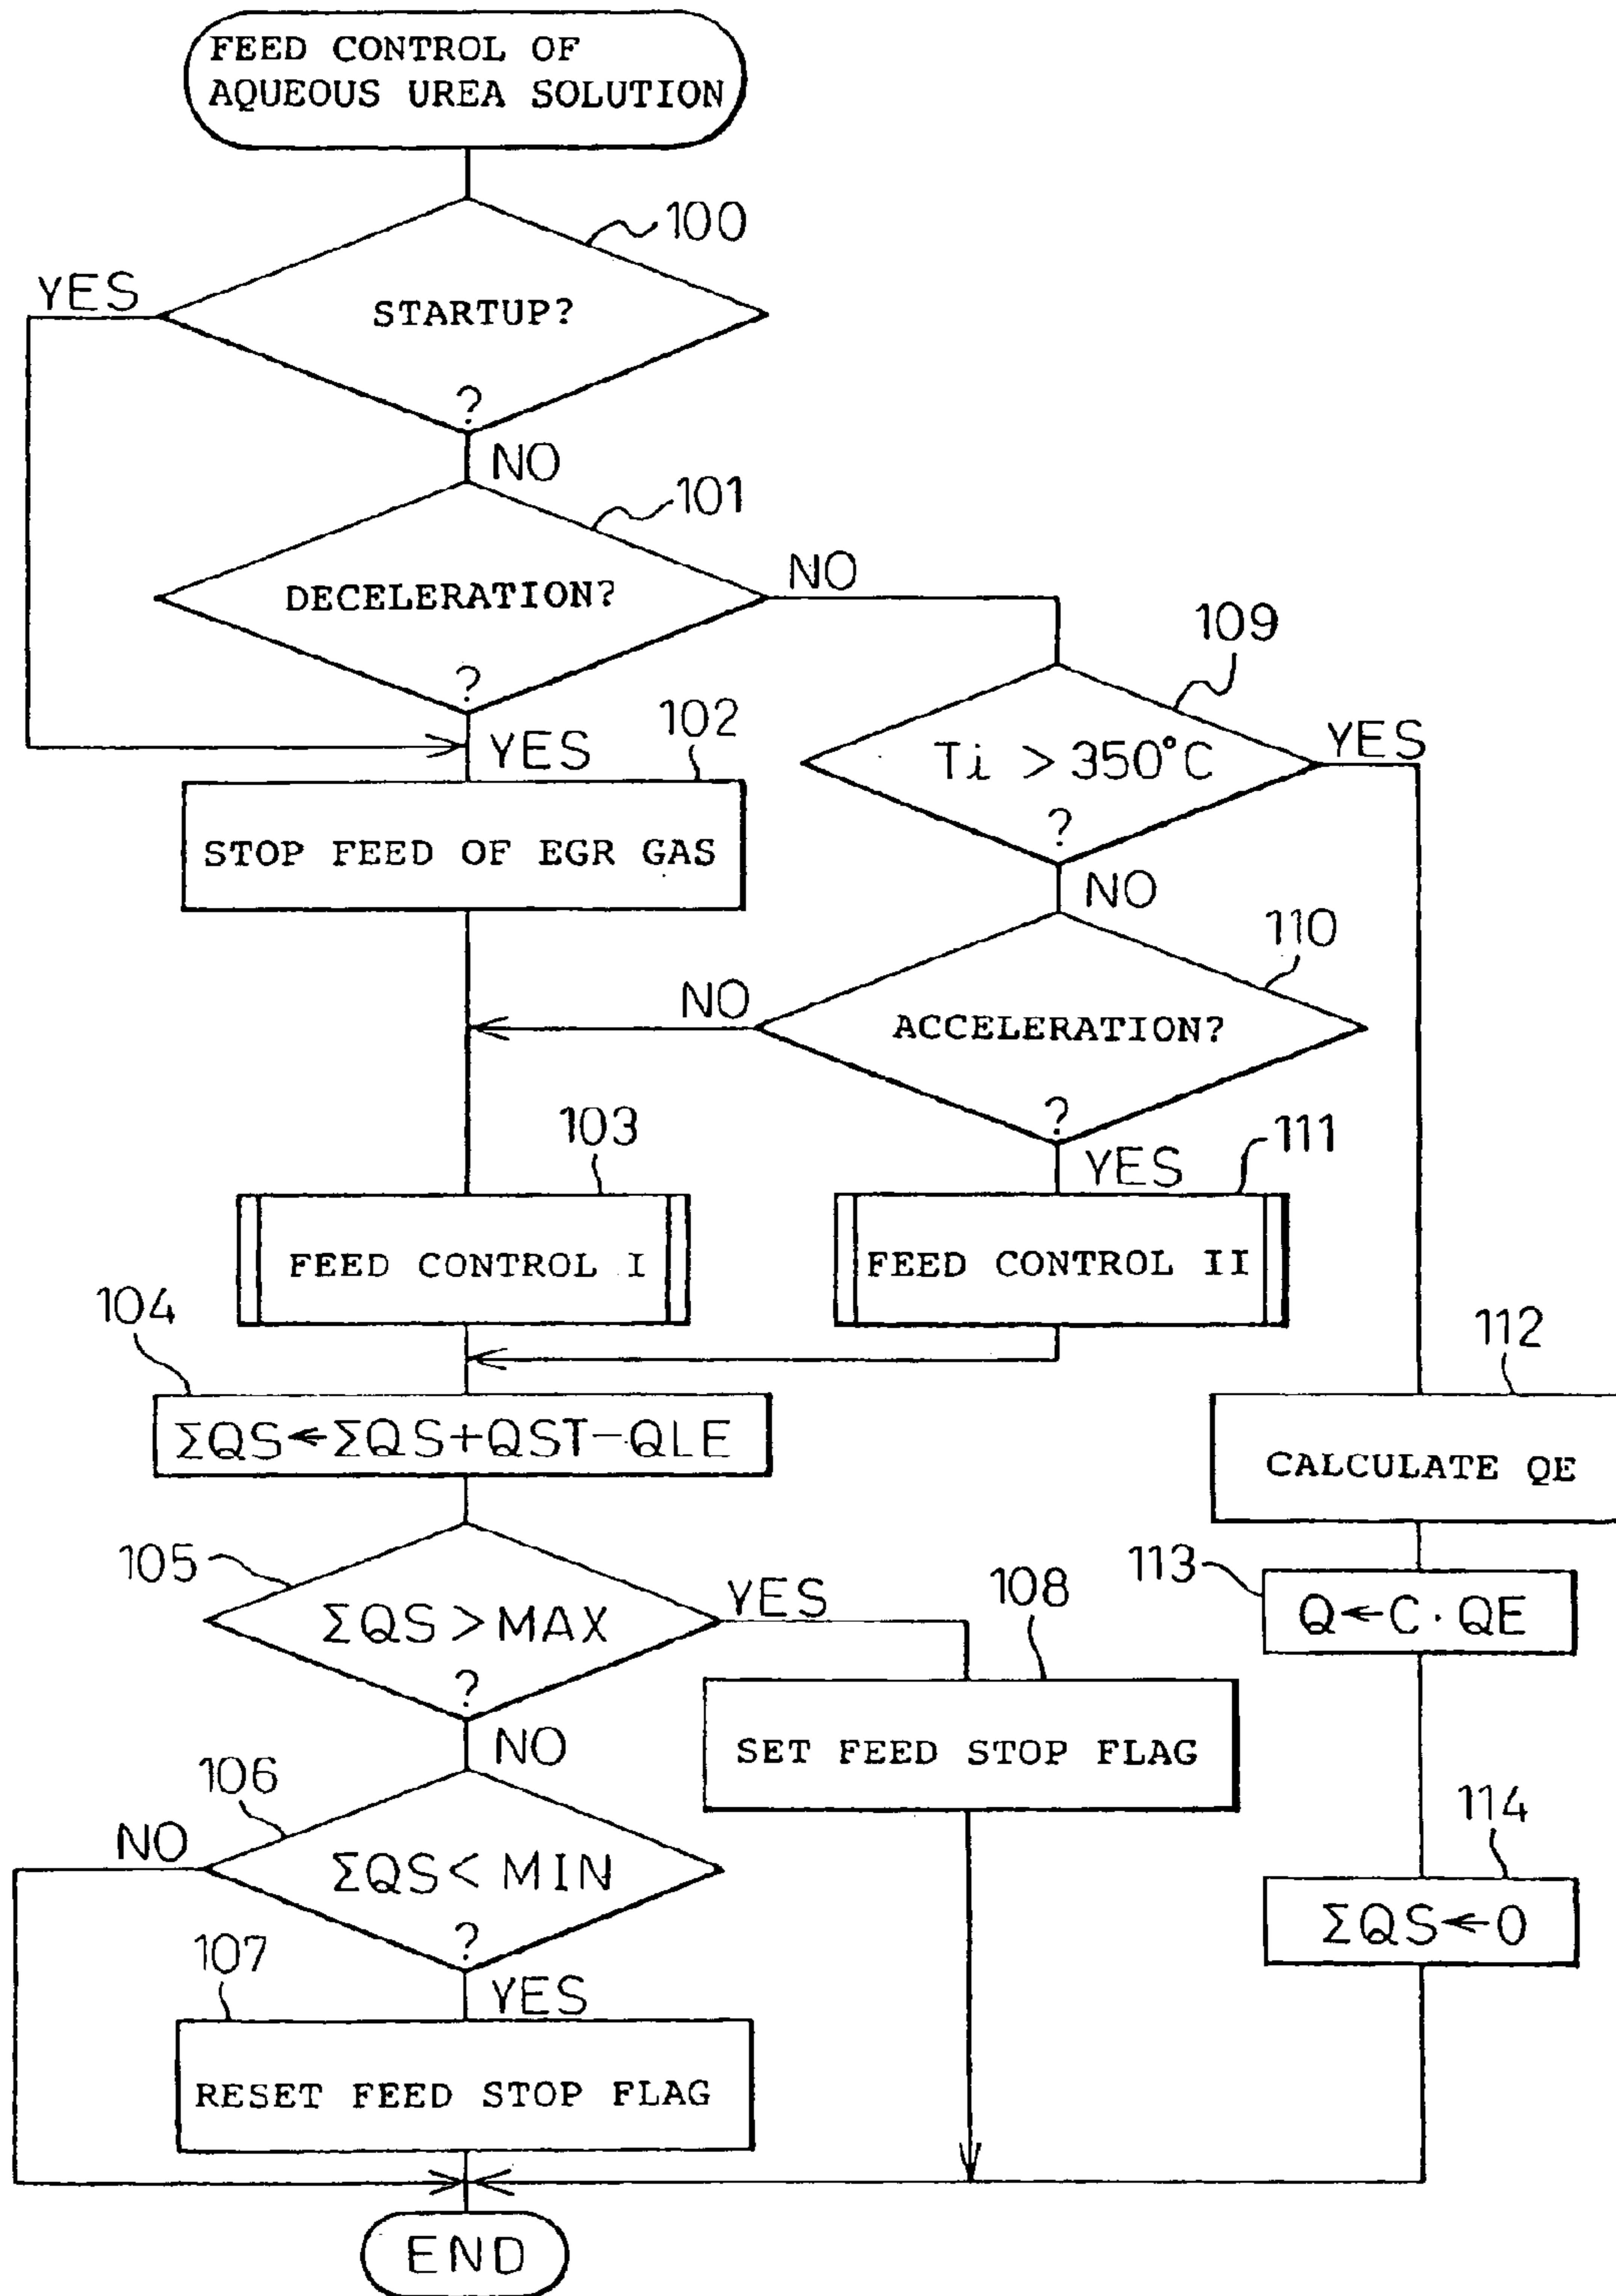 FEED CONTROL OF
AQUEOUS UREA SOLUTION
100
YES
STARTUP?
?
NO
101
NO
DECELERATION?
?
109
102
YES
YES
Ti > 350°C
?
STOP FEED OF EGR GAS
NO
110
NO
ACCELERATION?
?
103
111
YES
FEED CONTROL I
FEED CONTROL II
104
112
ΣQS←ΣQS+QST-QLE
CALCULATE QE
105
YES
108
113
ΣQS > MAX
Q←C·QE
?
NO
SET FEED STOP FLAG
106
114
NO
ΣQS < MIN
ΣQS←0
?
107
YES
RESET FEED STOP FLAG
END